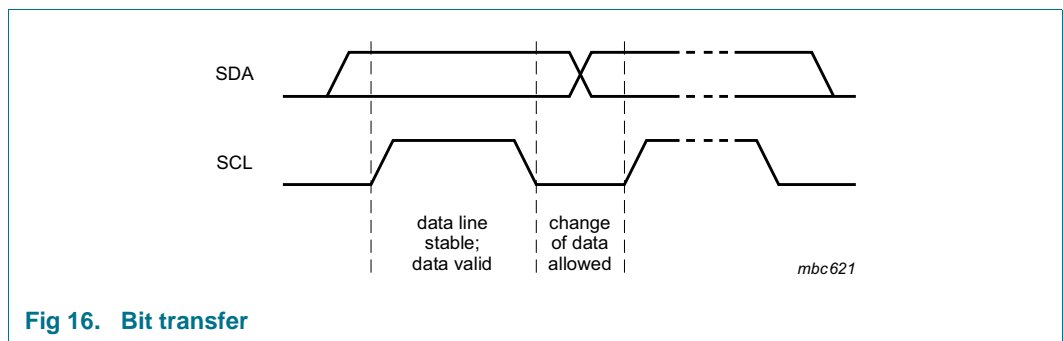 SDA
SCL
data line
stable;
data valid
change
of data
allowed
mbc621
Fig 16. Bit transfer